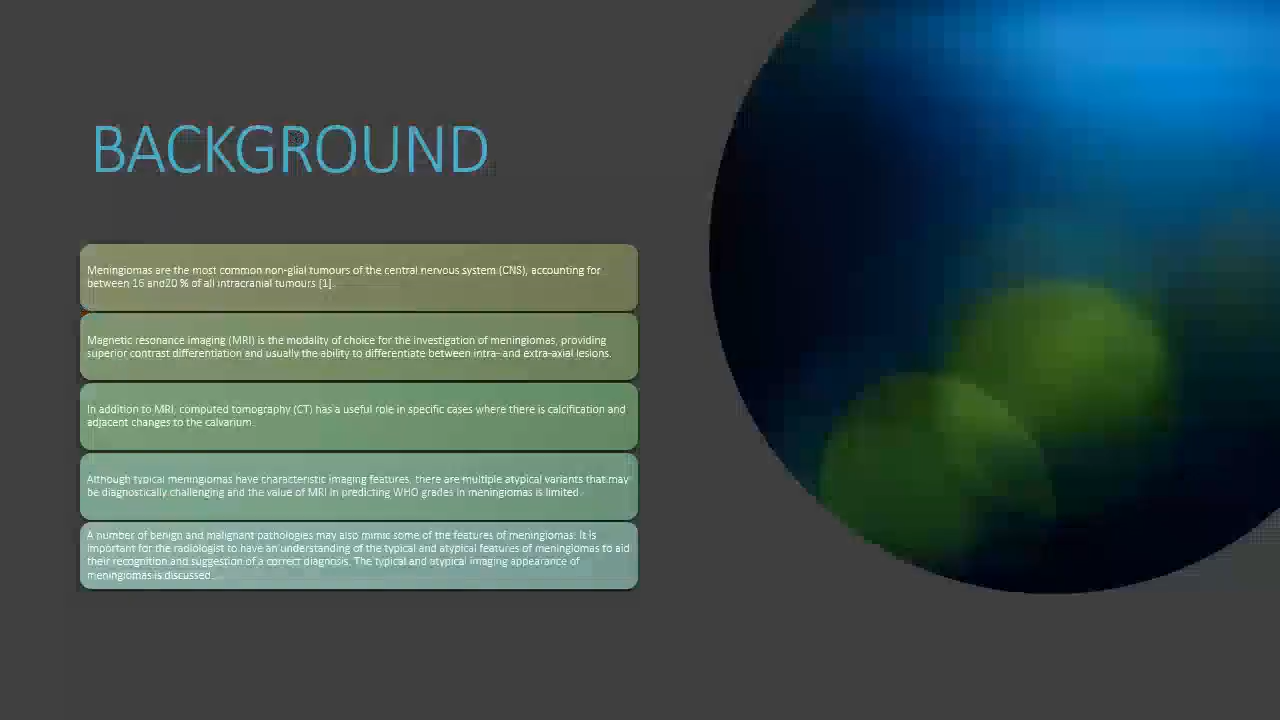 BACKGROUND
Meningiomas are the most common non-glial tumours of the central nervous system (CNS), accounting for
between 16 and20 % of all intracranial tumours [1].
Magnetic resonance imaging (MRI) is the modality of choice for the investigation of meningiomas, providing
superior contrast differentiation and usually the ability to differentiate between intra- and extra-axial lesions.
In addition to MRI, computed tomography (CT) has a useful role in specific cases where there is calcification and
adjacent changes to the calvarium.
Although typical meningiomas have characteristic imaging features, there are multiple atypical variants that may
be diagnostically challenging and the value of MRI in predicting WHO grades in meningiomas is limited.
A number of benign and malignant pathologies may also mimic some of the features of meningiomas. It is
important for the radiologist to have an understanding of the typical and atypical features of meningiomas to aid
their recognition and suggestion of a correct diagnosis. The typical and atypical imaging appearance of
meningiomas is discussed.